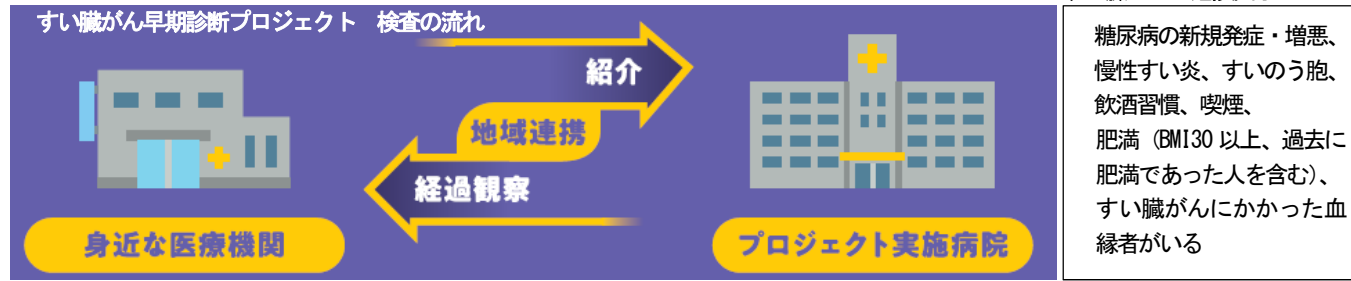 すい臓がん早期診断プロジェクト　検査の流れ
紹介
地域連携
経過観察
身近な医療機関
プロジェクト実施病院
糖尿病の新規発症・増悪、
慢性すい炎、すいのう胞、
飲酒習慣、喫煙、
肥満（BMI30以上、過去に
肥満であった人を含む）、
すい臓がんにかかった血
縁者がいる